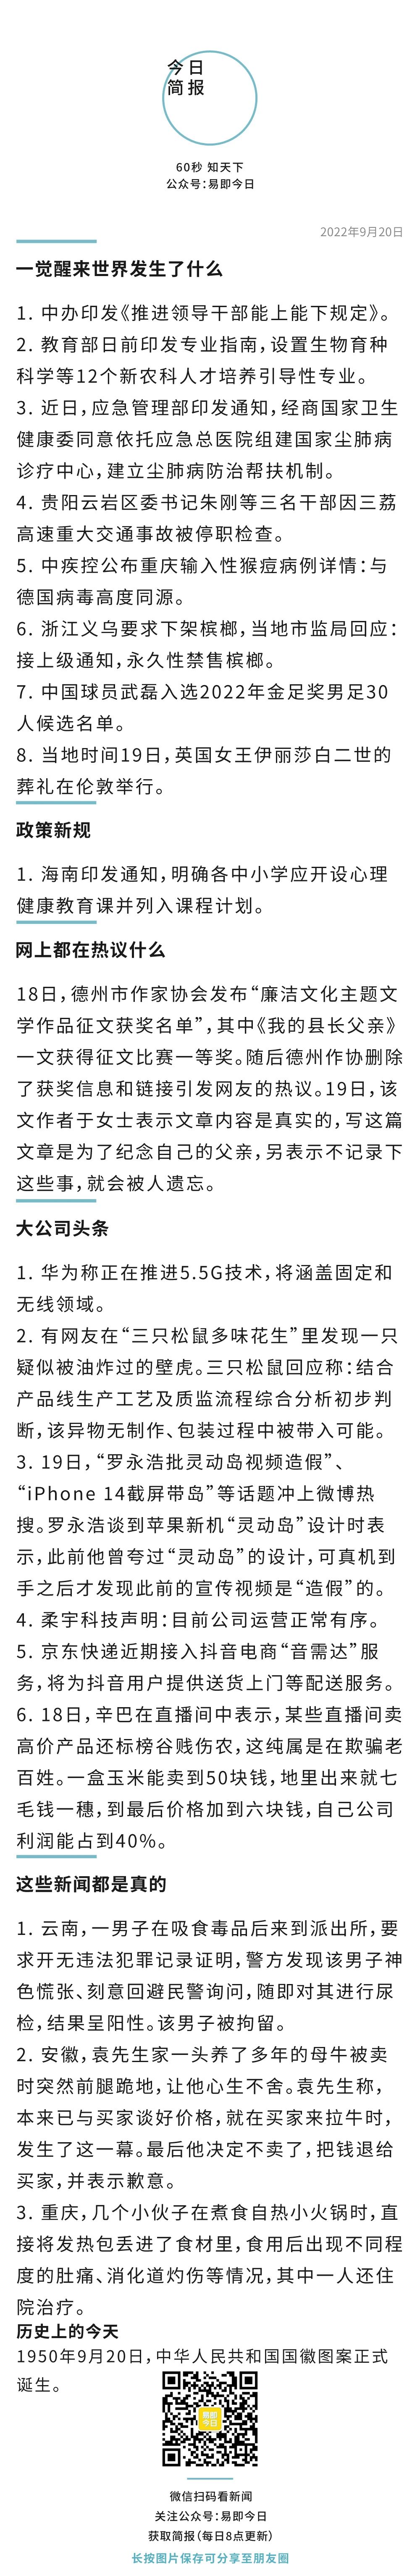 今日
简报
60秒 知天下
公众号：易即今日
2022年9月20日
一觉醒来世界发生了什么
1. 中办印发《推进领导干部能上能下规定》。
2. 教育部日前印发专业指南，设置生物育种
科学等12个新农科人才培养引导性专业。
3. 近日，应急管理部印发通知，经商国家卫生
健康委同意依托应急总医院组建国家尘肺病
诊疗中心，建立尘肺病防治帮扶机制。
4. 贵阳云岩区委书记朱刚等三名干部因三荔
高速重大交通事故被停职检查。
5. 中疾控公布重庆输入性猴痘病例详情：与
德国病毒高度同源。
6. 浙江义乌要求下架槟榔，当地市监局回应：
接上级通知，永久性禁售槟榔。
7. 中国球员武磊入选2022年金足奖男足30
人候选名单。
8. 当地时间19日，英国女王伊丽莎白二世的
葬礼在伦敦举行。
政策新规
1. 海南印发通知，明确各中小学应开设心理
健康教育课并列入课程计划。
网上都在热议什么
18日，德州市作家协会发布“廉洁文化主题文
学作品征文获奖名单”，其中《我的县长父亲》
一文获得征文比赛一等奖。随后德州作协删除
了获奖信息和链接引发网友的热议。19日，该
文作者于女士表示文章内容是真实的，写这篇
文章是为了纪念自己的父亲，另表示不记录下
这些事，就会被人遗忘。
大公司头条
1. 华为称正在推进5.5G技术，将涵盖固定和
无线领域。
2. 有网友在“三只松鼠多味花生”里发现一只
疑似被油炸过的壁虎。三只松鼠回应称：结合
产品线生产工艺及质监流程综合分析初步判
断，该异物无制作、包装过程中被带入可能。
3. 19日，“罗永浩批灵动岛视频造假”、
“iPhone 14截屏带岛”等话题冲上微博热
搜。罗永浩谈到苹果新机“灵动岛”设计时表
示，此前他曾夸过“灵动岛”的设计，可真机到
手之后才发现此前的宣传视频是“造假”的。
4. 柔宇科技声明：目前公司运营正常有序。
5. 京东快递近期接入抖音电商“音需达”服
务，将为抖音用户提供送货上门等配送服务。
6. 18日，辛巴在直播间中表示，某些直播间卖
高价产品还标榜谷贱伤农，这纯属是在欺骗老
百姓。一盒玉米能卖到50块钱，地里出来就七
毛钱一穗，到最后价格加到六块钱，自己公司
利润能占到40%。
这些新闻都是真的
1. 云南，一男子在吸食毒品后来到派出所，要
求开无违法犯罪记录证明，警方发现该男子神
色慌张、刻意回避民警询问，随即对其进行尿
检，结果呈阳性。该男子被拘留。
2. 安徽，袁先生家一头养了多年的母牛被卖
时突然前腿跪地，让他心生不舍。袁先生称，
本来已与买家谈好价格，就在买家来拉牛时，
发生了这一幕。最后他决定不卖了，把钱退给
买家，并表示歉意。
3. 重庆，几个小伙子在煮食自热小火锅时，直
接将发热包丢进了食材里，食用后出现不同程
度的肚痛、消化道灼伤等情况，其中一人还住
院治疗。
历史上的今天
1950年9月20日，中华人民共和国国徽图案正式
诞生。
易即
今日
微信扫码看新闻
关注公众号：易即今日
获取简报（每日8点更新）
长按图片保存可分享至朋友圈